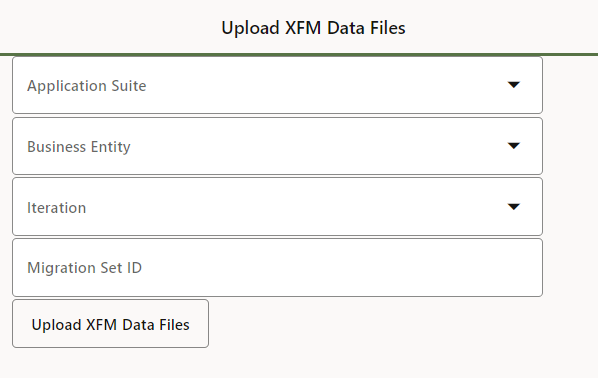 Upload XFM Data Files
Application Suite
Business Entity
Iteration
Migration Set ID
Upload XFM Data Files